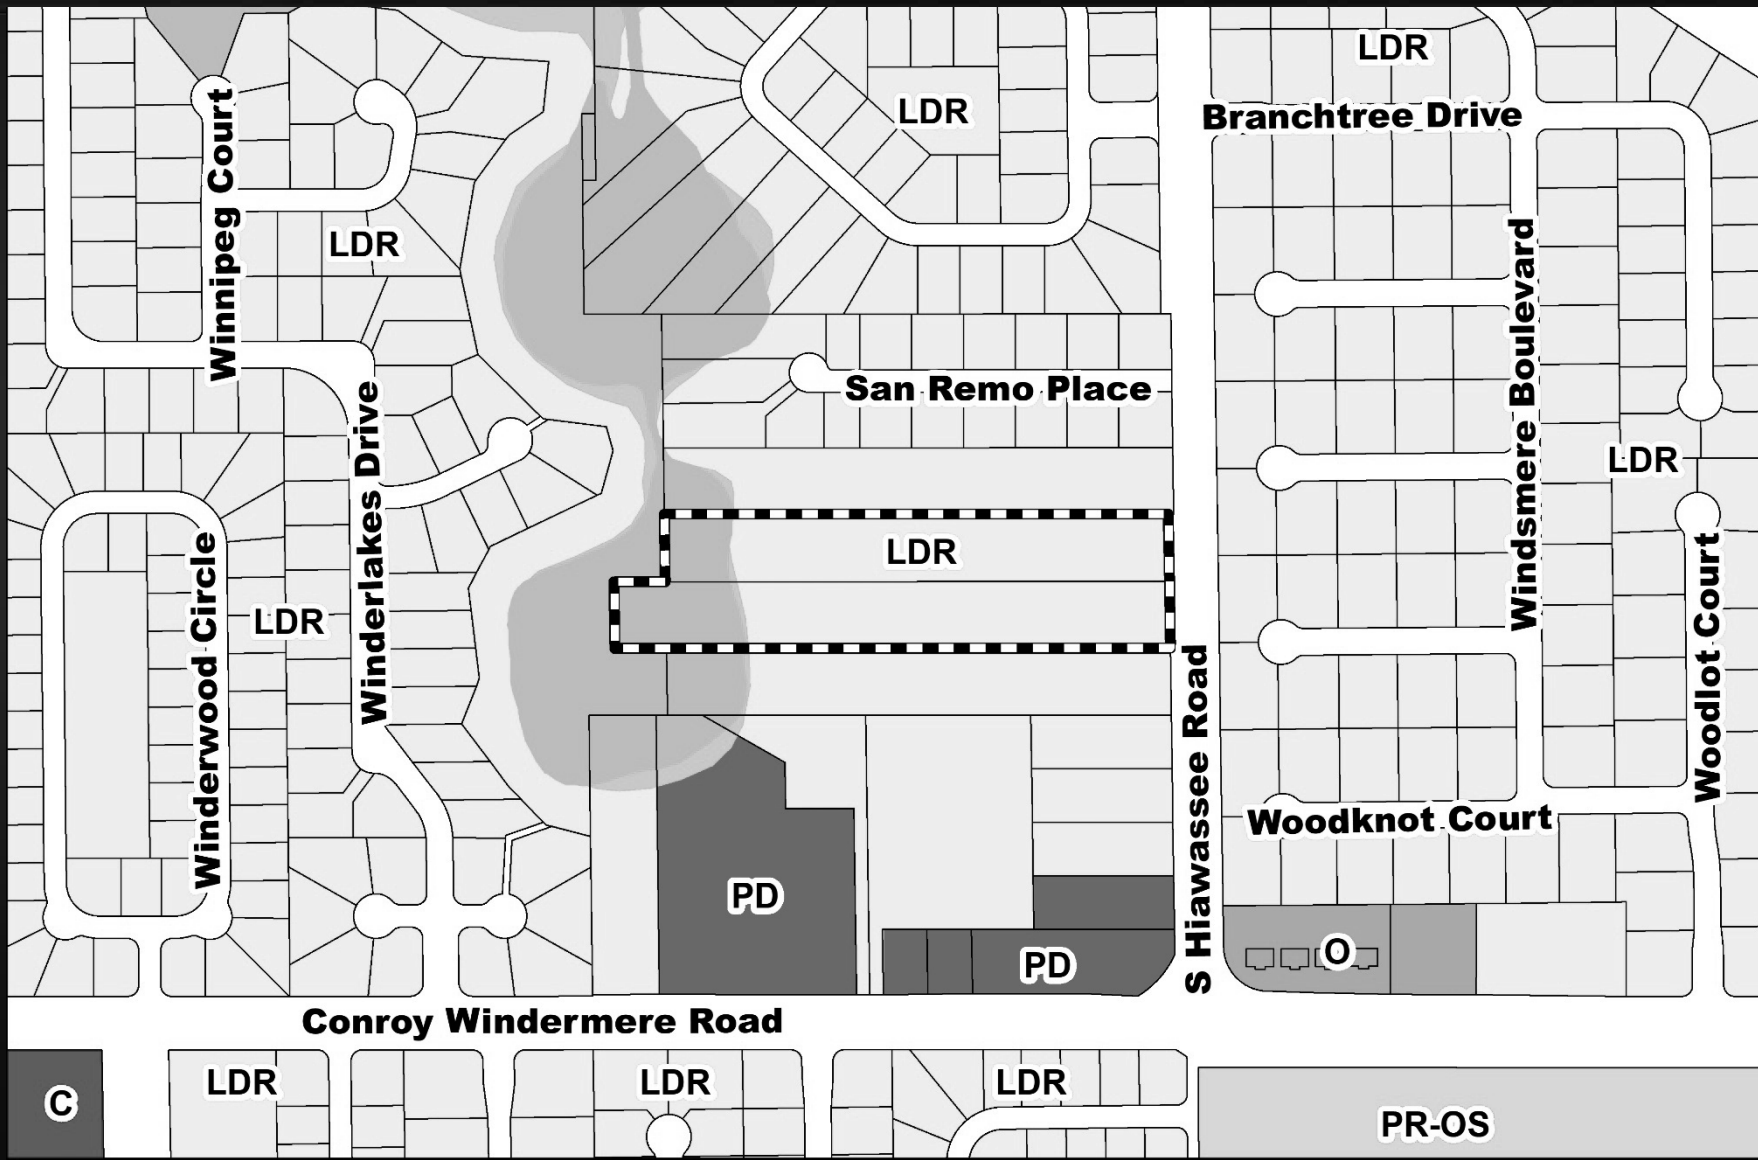 LDR
Branchtree Drive
LDR
Winnipeg Court
LDR
Windsmere Boulevard
San Remo Place
Winderlakes Drive
LDR
LDR
Winderwood Circle
LDR
Woodlot Court
S Hiawassee Road
Woodknot Court
PD
PD
O
Conroy Windermere Road
LDR
LDR
LDR
C
PR-OS